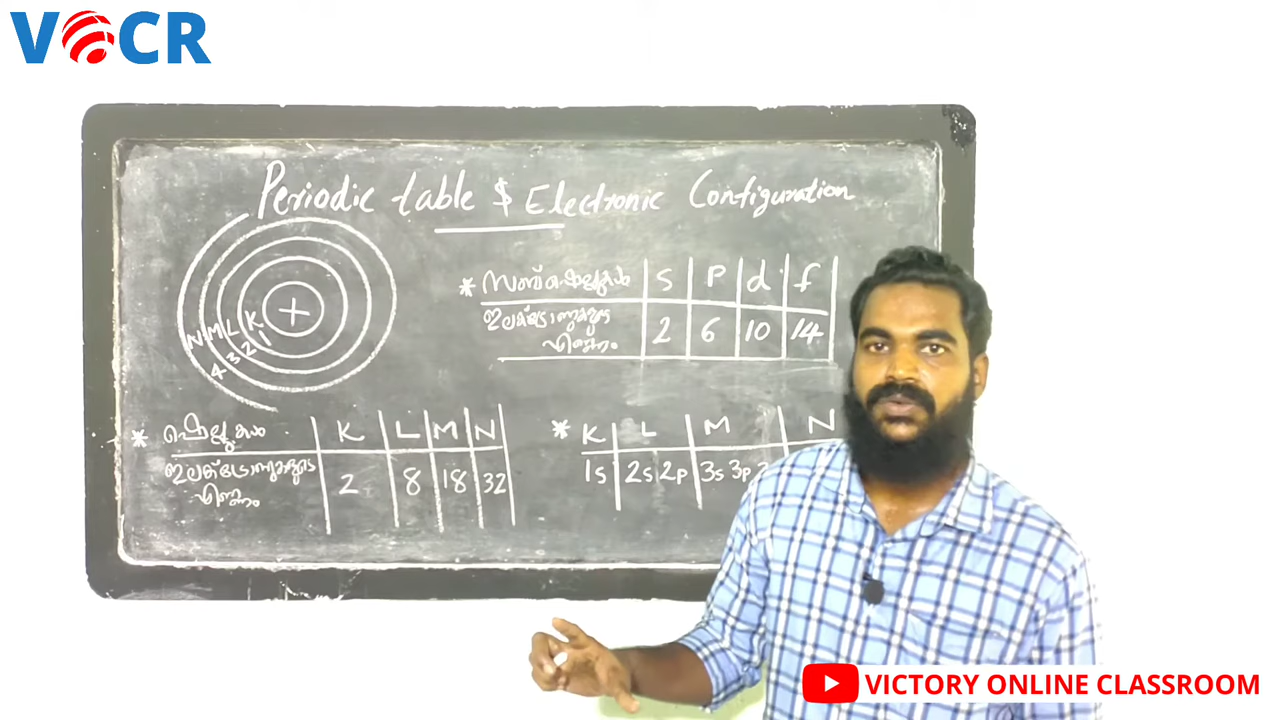 VOCR
Periodic table & Electronic Configuration
N M L K
4 3 2 1
* സബ്ഷെല്ലുകൾ s p d f
ഇലക്ട്രോണുകളുടെ എണ്ണം 2 6 10 14
* ഷെല്ലുകൾ K L M N
ഇലക്ട്രോണുകളുടെ എണ്ണം 2 8 18 32
* K L M N
1s 2s 2p 3s 3p
VICTORY ONLINE CLASSROOM